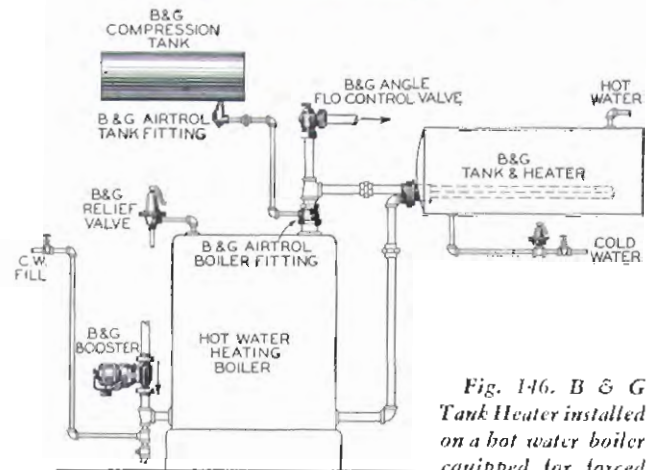 B&G
COMPRESSION
TANK
B&G AIRTROL
TANK FITTING
B&G ANGLE
FLO CONTROL VALVE
HOT
WATER
B&G
TANK & HEATER
B&G
RELIEF
VALVE
B&G AIRTROL
BOILER FITTING
COLD
WATER
C.W.
FILL
B&G
BOOSTER
HOT WATER
HEATING
BOILER
Fig. 146. B & G
Tank Heater installed
on a hot water boiler
equipped for forced